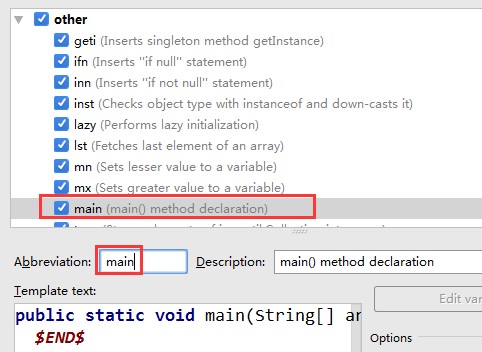 other
geti (Inserts singleton method getInstance)
ifn (Inserts "if null" statement)
inn (Inserts "if not null" statement)
inst (Checks object type with instanceof and down-casts it)
lazy (Performs lazy initialization)
lst (Fetches last element of an array)
mn (Sets lesser value to a variable)
mx (Sets greater value to a variable)
main (main() method declaration)
Abbreviation: main Description: main() method declaration
Template text:
Edit var
public static void main(String[] ar
Options
$END$